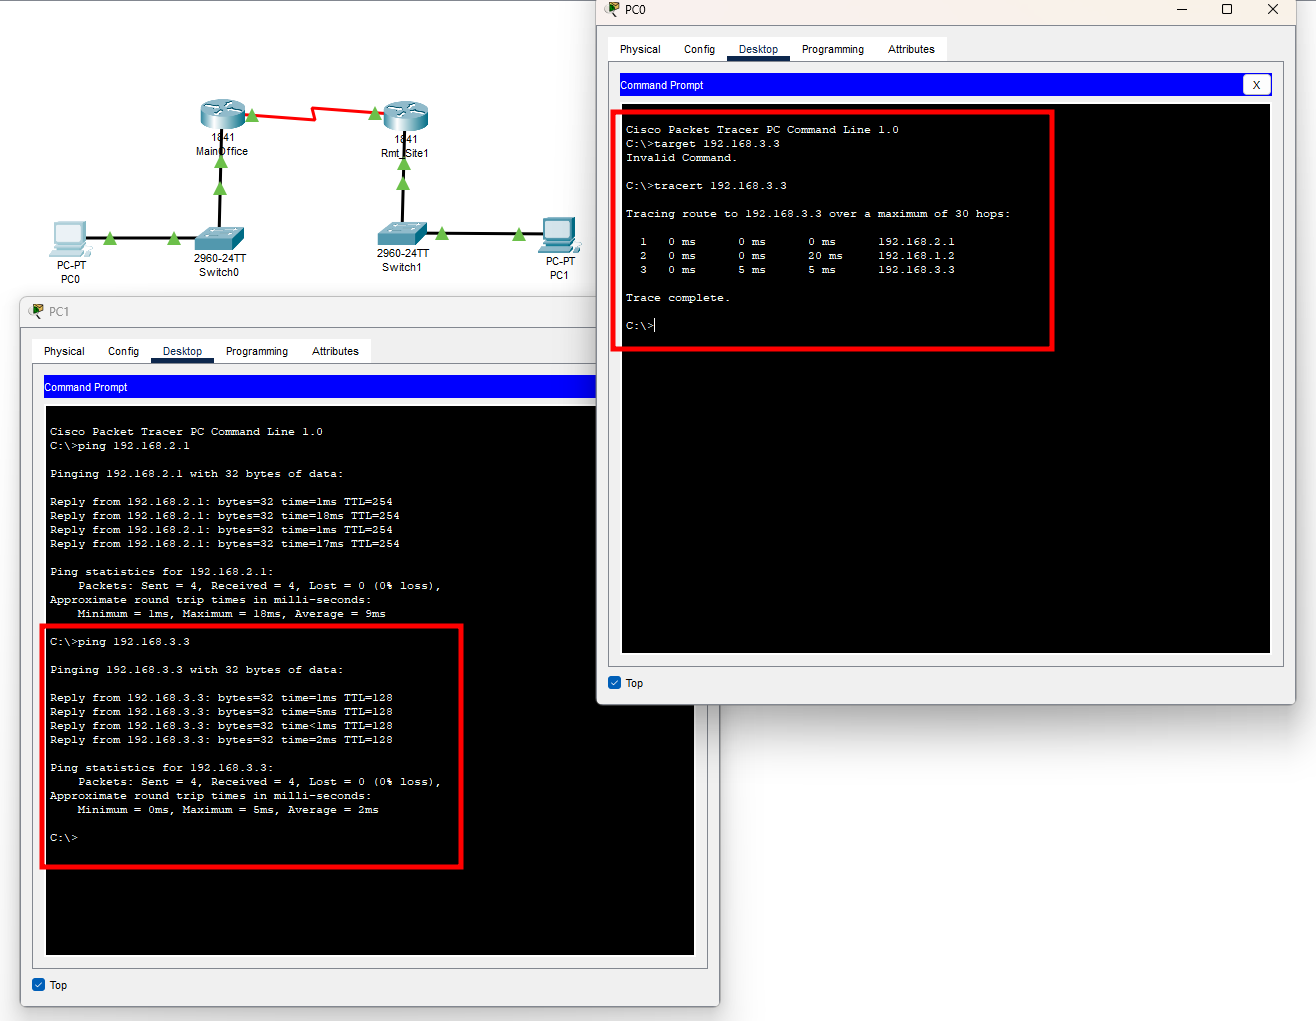 1841
MainOffice
1841
Rmt_Site1
PC-PT
PC0
2960-24TT
Switch0
2960-24TT
Switch1
PC-PT
PC1
PC0
Physical Config Desktop Programming Attributes
Command Prompt X
Cisco Packet Tracer PC Command Line 1.0
C:\>target 192.168.3.3
Invalid Command.
C:\>tracert 192.168.3.3
Tracing route to 192.168.3.3 over a maximum of 30 hops:
1 0 ms 0 ms 0 ms 192.168.2.1
2 0 ms 0 ms 20 ms 192.168.1.2
3 0 ms 5 ms 5 ms 192.168.3.3
Trace complete.
C:\>
Top
PC1
Physical Config Desktop Programming Attributes
Command Prompt
Cisco Packet Tracer PC Command Line 1.0
C:\>ping 192.168.2.1
Pinging 192.168.2.1 with 32 bytes of data:
Reply from 192.168.2.1: bytes=32 time=1ms TTL=254
Reply from 192.168.2.1: bytes=32 time=18ms TTL=254
Reply from 192.168.2.1: bytes=32 time=1ms TTL=254
Reply from 192.168.2.1: bytes=32 time=17ms TTL=254
Ping statistics for 192.168.2.1:
Packets: Sent = 4, Received = 4, Lost = 0 (0% loss),
Approximate round trip times in milli-seconds:
Minimum = 1ms, Maximum = 18ms, Average = 9ms
C:\>ping 192.168.3.3
Pinging 192.168.3.3 with 32 bytes of data:
Reply from 192.168.3.3: bytes=32 time=1ms TTL=128
Reply from 192.168.3.3: bytes=32 time=5ms TTL=128
Reply from 192.168.3.3: bytes=32 time<1ms TTL=128
Reply from 192.168.3.3: bytes=32 time=2ms TTL=128
Ping statistics for 192.168.3.3:
Packets: Sent = 4, Received = 4, Lost = 0 (0% loss),
Approximate round trip times in milli-seconds:
Minimum = 0ms, Maximum = 5ms, Average = 2ms
C:\>
Top